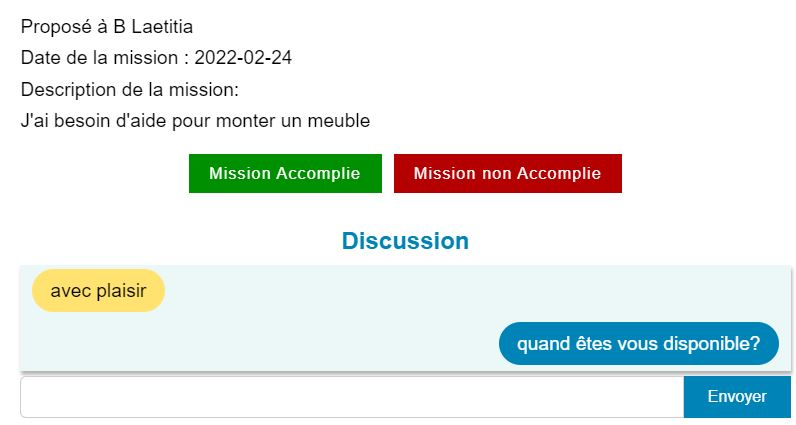 Proposé à B Laetitia
Date de la mission : 2022-02-24
Description de la mission:
J'ai besoin d'aide pour monter un meuble
Mission Accomplie
Mission non Accomplie
Discussion
avec plaisir
quand êtes vous disponible?
Envoyer